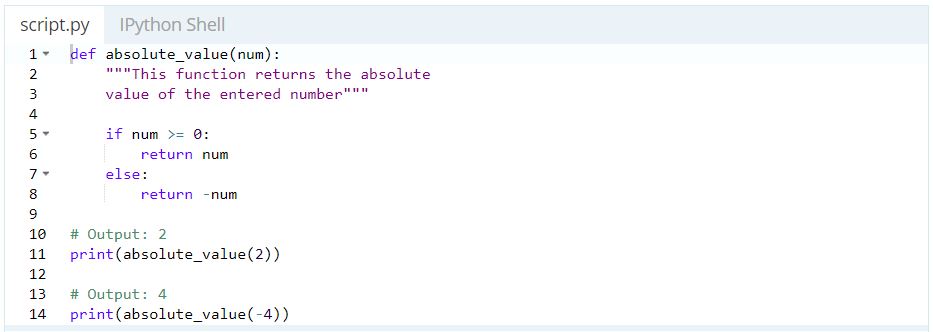 script.py IPython Shell
1 def absolute_value(num):
2     """This function returns the absolute
3     value of the entered number"""
4
5     if num >= 0:
6         return num
7     else:
8         return -num
9
10 # Output: 2
11 print(absolute_value(2))
12
13 # Output: 4
14 print(absolute_value(-4))